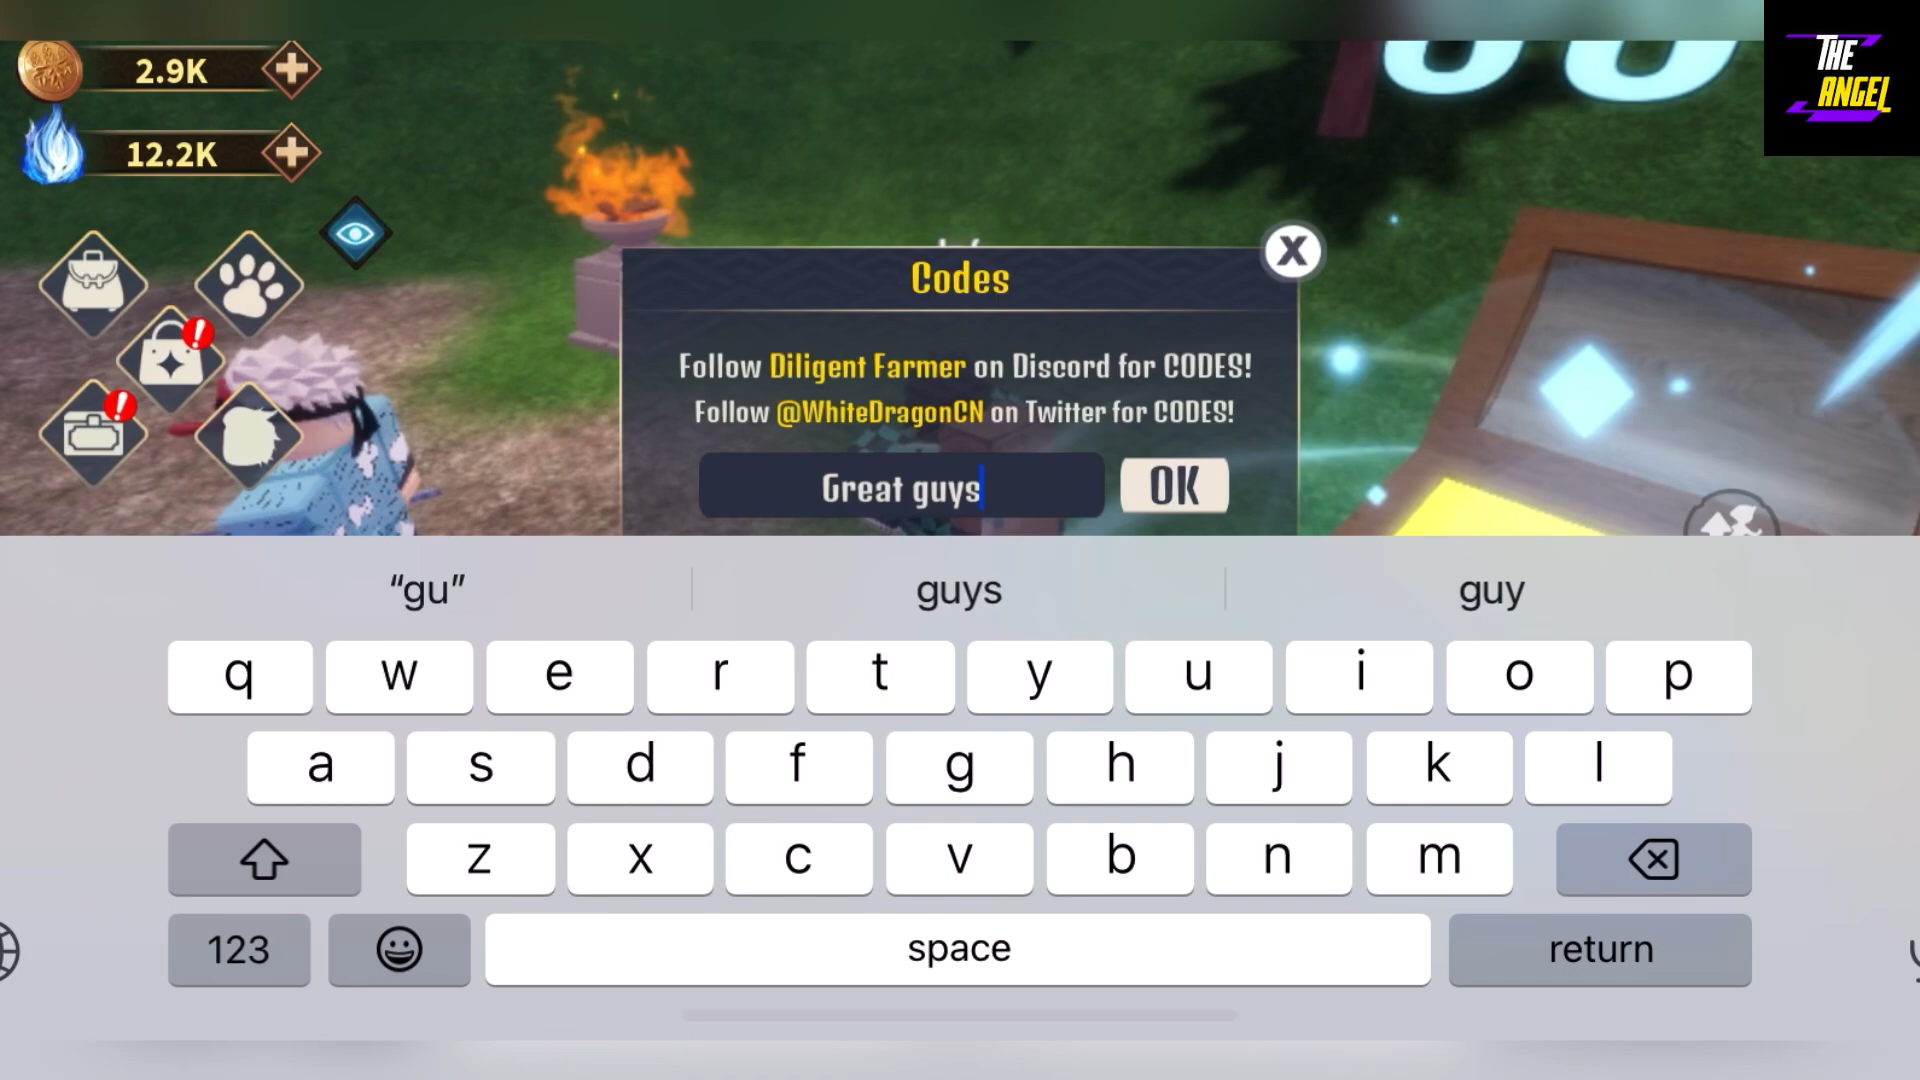 2.9K
12.2K
THE
ANGEL
Codes
X
Follow Diligent Farmer on Discord for CODES!
Follow @WhiteDragonCN on Twitter for CODES!
Great guys
OK
“gu”
guys
guy
q w e r t y u i o p
a s d f g h j k l
z x c v b n m
123
space
return